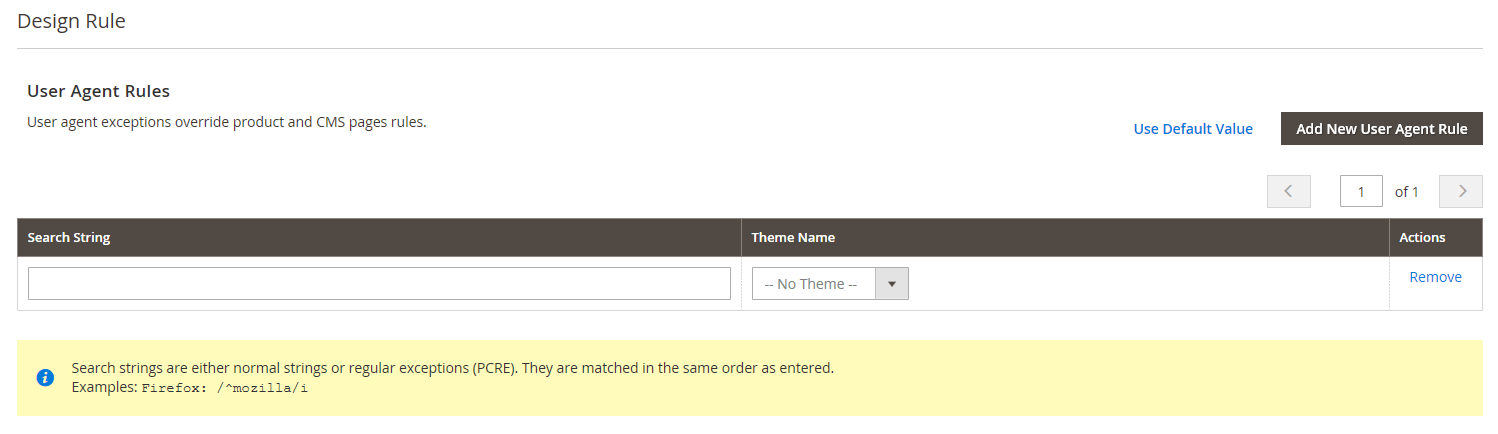 Design Rule
User Agent Rules
User agent exceptions override product and CMS pages rules.
Use Default Value
Add New User Agent Rule
1 of 1
Search String Theme Name Actions
-- No Theme -- Remove
Search strings are either normal strings or regular exceptions (PCRE). They are matched in the same order as entered.
Examples: Firefox: /^mozilla/i